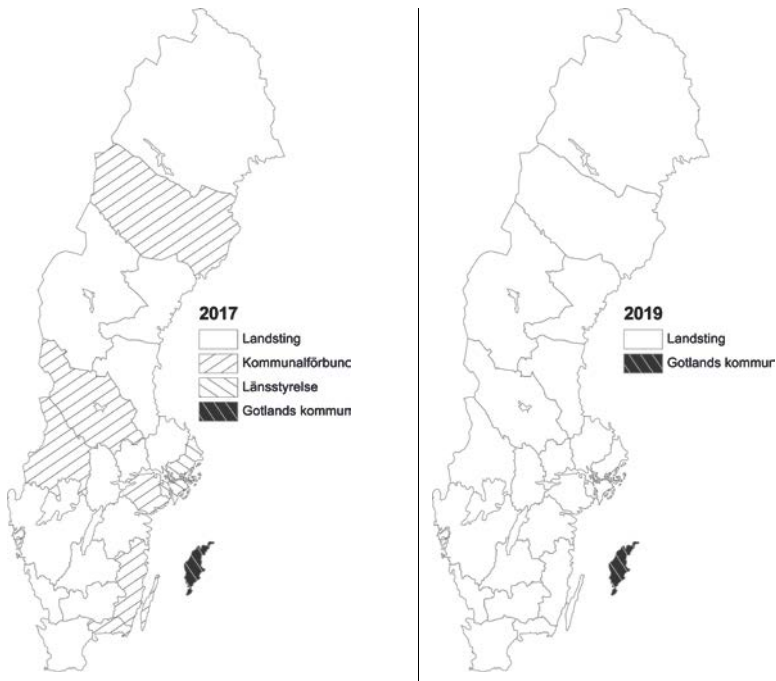 2017
Landsting
Kommunalförbunc
Länsstyrelse
Gotlands kommun
2019
Landsting
Gotlands kommun